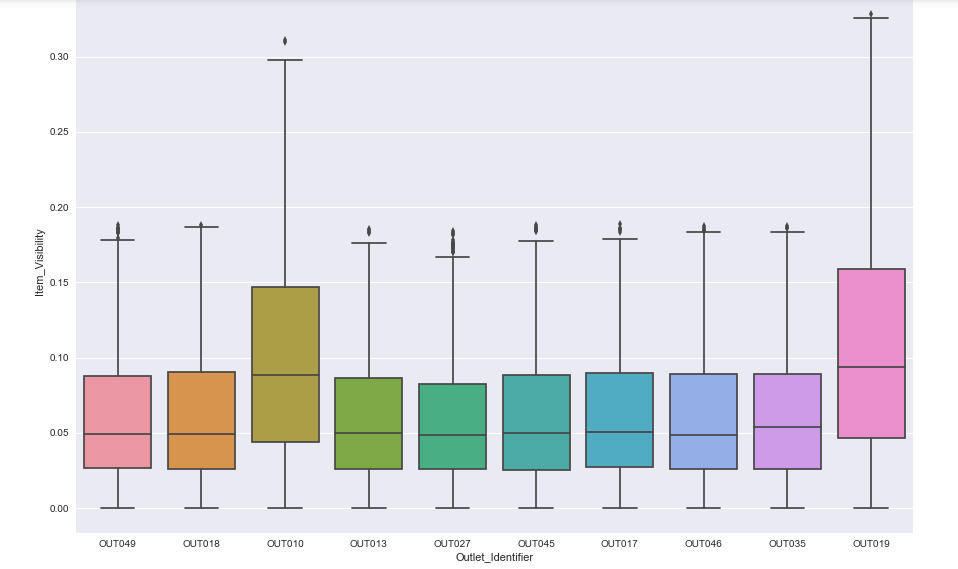 0.30
0.25
0.20
0.15
0.10
0.05
0.00
Item_Visibility
OUT049 OUT018 OUT010 OUT013 OUT027 OUT045 OUT017 OUT046 OUT035 OUT019
Outlet_Identifier